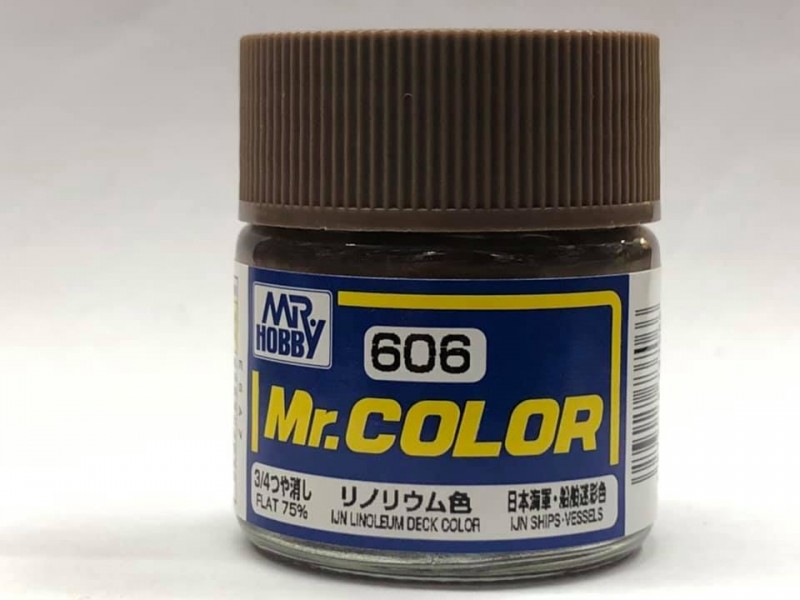 MR.
HOBBY
606
Mr.COLOR
3/4つや消し
FLAT 75%
リノリウム色
IJN LINOLEUM DECK COLOR
日本海軍・船舶迷彩色
IJN SHIPS・VESSELS